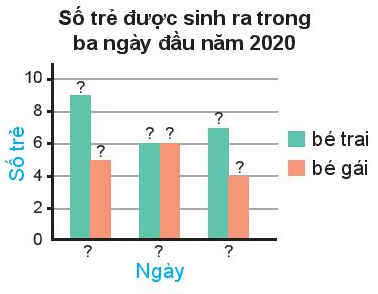 Số trẻ được sinh ra trong
ba ngày đầu năm 2020
Số trẻ
10
8
6
4
2
0
?
?
? ?
?
?
? ? ?
Ngày
bé trai
bé gái